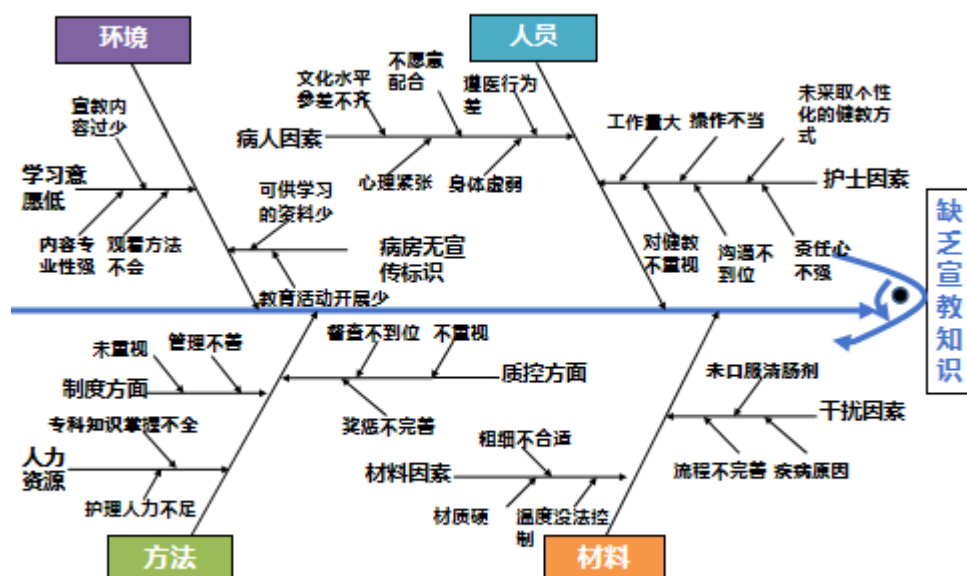 环境
人员
宣教内
容过少
文化水平
参差不齐
不愿意
配合
遵医行为
差
未采取个性
化的健教方
式
工作量大
操作不当
病人因素
学习意
愿低
心理紧张
身体虚弱
护士因素
可供学习
的资料少
内容专
业性强
观看方法
不会
病房无宣
传标识
对健教
不重视
沟通不
到位
责任心
不强
教育活动开展少
缺乏宣教知识
未重视
管理不善
督查不到位
不重视
制度方面
质控方面
未口服清肠剂
干扰因素
专科知识掌握不全
奖惩不完善
粗细不合适
人力
资源
材料因素
流程不完善
疾病原因
护理人力不足
材质硬
温度没法控
制
方法
材料